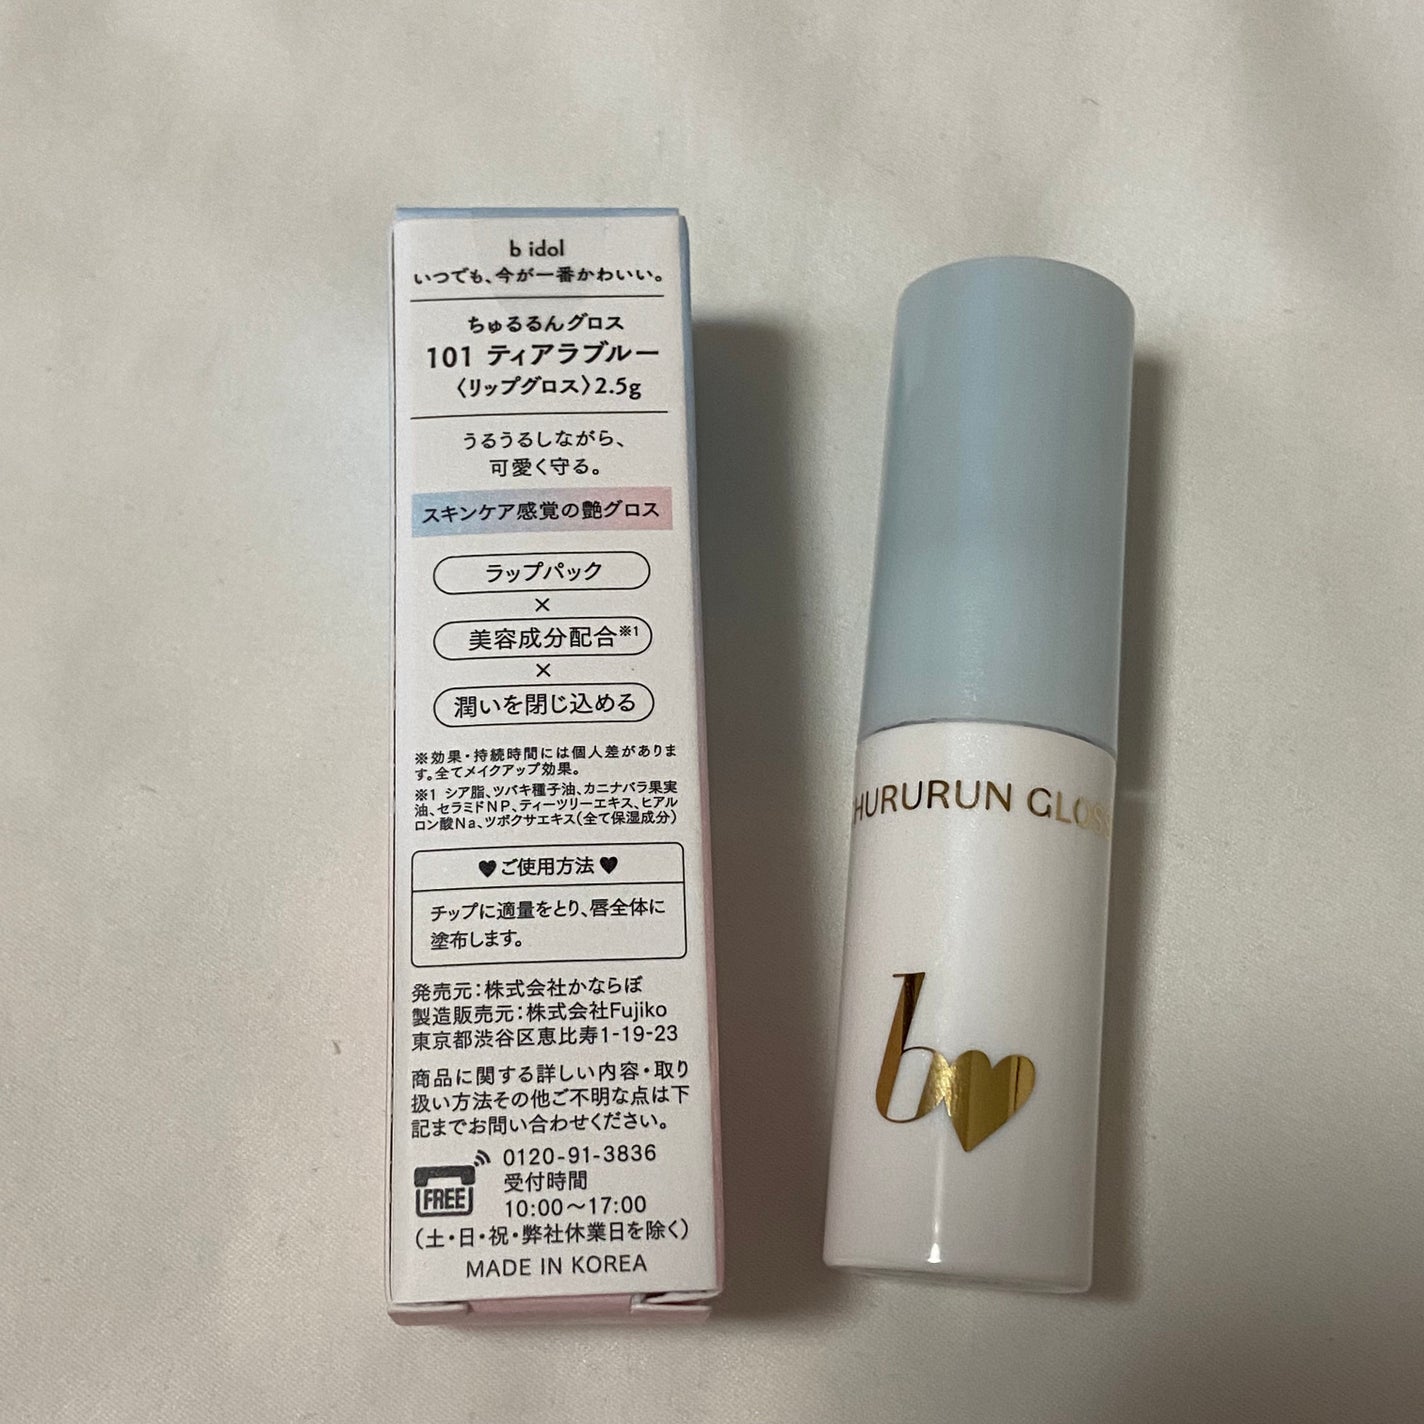 b idol
いつでも、今が一番かわいい。
ちゅるるんグロス
101 ティアラブルー
〈リップグロス〉2.5g
うるうるしながら、
可愛く守る。
スキンケア感覚の艶グロス
ラップパック
×
美容成分配合※1
×
潤いを閉じ込める
※効果・持続時間には個人差がありま
す。全てメイクアップ効果。
※1 シア脂、ツバキ種子油、カニナバラ果実
油、セラミドNP、ティーツリーエキス、ヒアル
ロン酸Na、ツボクサエキス(全て保湿成分)
♥ご使用方法♥
チップに適量をとり、唇全体に
塗布します。
発売元:株式会社かならぼ
製造販売元:株式会社Fujiko
東京都渋谷区恵比寿1-19-23
商品に関する詳しい内容・取り
扱い方法その他ご不明な点は下
記までお問い合わせください。
FREE
0120-91-3836
受付時間
10:00〜17:00
(土・日・祝・弊社休業日を除く)
MADE IN KOREA
HURURUN GLOSS
b